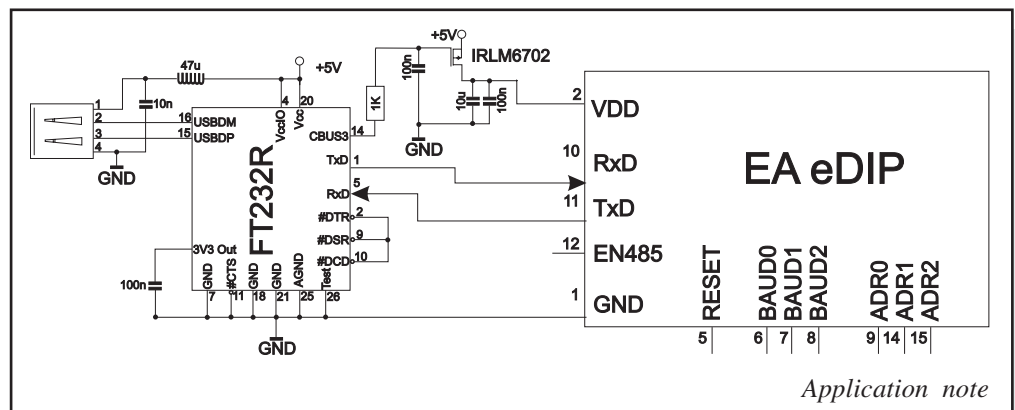 +5V
IRLM6702
47u
+5V
100n
1K
10u
100n
10n
1
2
3
4
GND
16
15
USBDM
USBDP
4
20
VccIO
Vcc
CBUS3
14
GND
TxD
1
RxD
5
#DTR
2
#DSR
9
#DCD
10
FT232R
3V3 Out
100n
GND
#CTS
GND
GND
AGND
Test
7
11
18
21
25
26
GND
2
VDD
10
RxD
11
TxD
12
EN485
1
GND
EA eDIP
RESET
BAUD0
BAUD1
BAUD2
ADR0
ADR1
ADR2
5
6
7
8
9
14
15
Application note